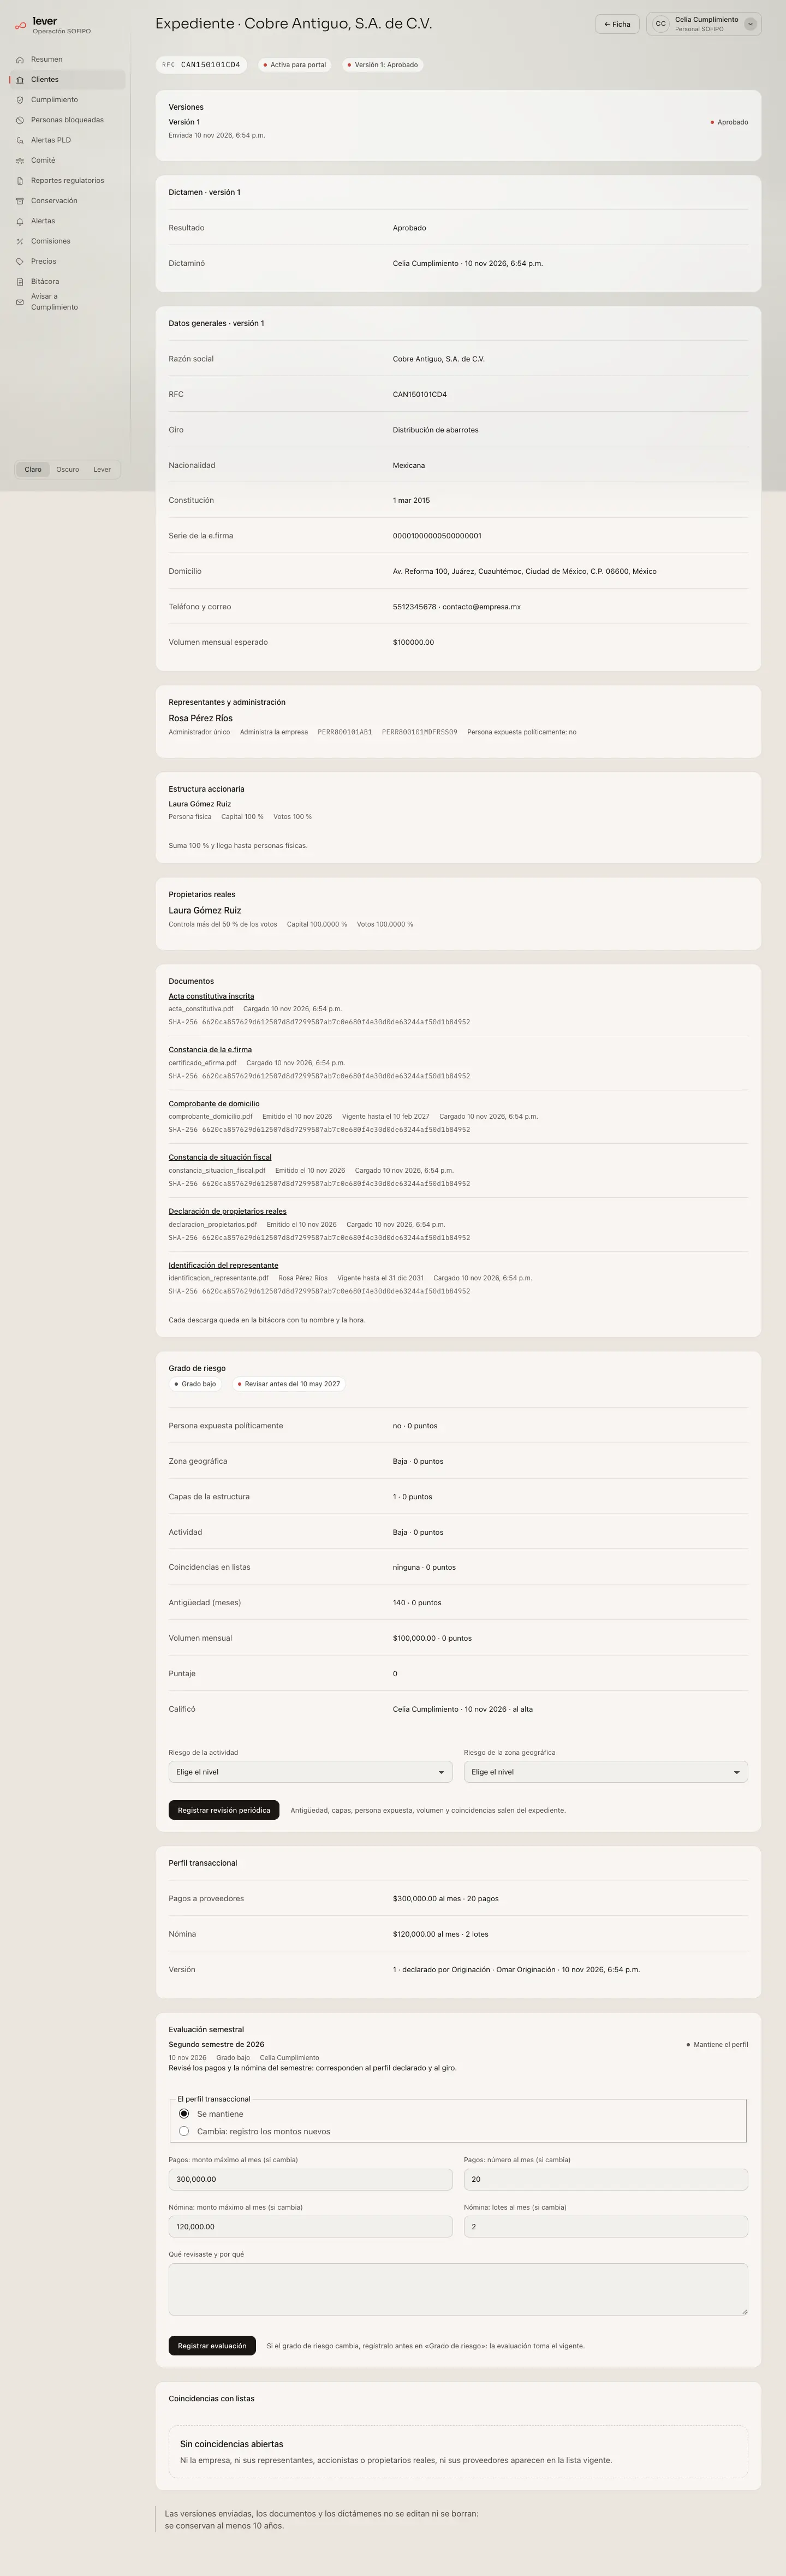 lever
Operación SOFIPO
Resumen
Clientes
Cumplimiento
Personas bloqueadas
Alertas PLD
Comité
Reportes regulatorios
Conservación
Alertas
Comisiones
Precios
Bitácora
Avisar a
Cumplimiento
Claro Oscuro Lever
Expediente · Cobre Antiguo, S.A. de C.V.
← Ficha
CC
Celia Cumplimiento
Personal SOFIPO
RFC CAN150101CD4
Activa para portal
Versión 1: Aprobado
Versiones
Versión 1
Aprobado
Enviada 10 nov 2026, 6:54 p.m.
Dictamen · versión 1
Resultado Aprobado
Dictaminó Celia Cumplimiento · 10 nov 2026, 6:54 p.m.
Datos generales · versión 1
Razón social Cobre Antiguo, S.A. de C.V.
RFC CAN150101CD4
Giro Distribución de abarrotes
Nacionalidad Mexicana
Constitución 1 mar 2015
Serie de la e.firma 00001000000500000001
Domicilio Av. Reforma 100, Juárez, Cuauhtémoc, Ciudad de México, C.P. 06600, México
Teléfono y correo 5512345678 · contacto@empresa.mx
Volumen mensual esperado $100000.00
Representantes y administración
Rosa Pérez Ríos
Administrador único Administra la empresa PERR800101AB1 PERR800101MDFRSS09 Persona expuesta políticamente: no
Estructura accionaria
Laura Gómez Ruiz
Persona física Capital 100 % Votos 100 %
Suma 100 % y llega hasta personas físicas.
Propietarios reales
Laura Gómez Ruiz
Controla más del 50 % de los votos Capital 100.0000 % Votos 100.0000 %
Documentos
Acta constitutiva inscrita
acta_constitutiva.pdf Cargado 10 nov 2026, 6:54 p.m.
SHA-256 6620ca857629d612507d8d7299587ab7c0e680f4e30d0de63244af50d1b84952
Constancia de la e.firma
certificado_efirma.pdf Cargado 10 nov 2026, 6:54 p.m.
SHA-256 6620ca857629d612507d8d7299587ab7c0e680f4e30d0de63244af50d1b84952
Comprobante de domicilio
comprobante_domicilio.pdf Emitido el 10 nov 2026 Vigente hasta el 10 feb 2027 Cargado 10 nov 2026, 6:54 p.m.
SHA-256 6620ca857629d612507d8d7299587ab7c0e680f4e30d0de63244af50d1b84952
Constancia de situación fiscal
constancia_situacion_fiscal.pdf Emitido el 10 nov 2026 Cargado 10 nov 2026, 6:54 p.m.
SHA-256 6620ca857629d612507d8d7299587ab7c0e680f4e30d0de63244af50d1b84952
Declaración de propietarios reales
declaracion_propietarios.pdf Emitido el 10 nov 2026 Cargado 10 nov 2026, 6:54 p.m.
SHA-256 6620ca857629d612507d8d7299587ab7c0e680f4e30d0de63244af50d1b84952
Identificación del representante
identificacion_representante.pdf Rosa Pérez Ríos Vigente hasta el 31 dic 2031 Cargado 10 nov 2026, 6:54 p.m.
SHA-256 6620ca857629d612507d8d7299587ab7c0e680f4e30d0de63244af50d1b84952
Cada descarga queda en la bitácora con tu nombre y la hora.
Grado de riesgo
Grado bajo
Revisar antes del 10 may 2027
Persona expuesta políticamente no · 0 puntos
Zona geográfica Baja · 0 puntos
Capas de la estructura 1 · 0 puntos
Actividad Baja · 0 puntos
Coincidencias en listas ninguna · 0 puntos
Antigüedad (meses) 140 · 0 puntos
Volumen mensual $100,000.00 · 0 puntos
Puntaje 0
Calificó Celia Cumplimiento · 10 nov 2026 · al alta
Riesgo de la actividad Riesgo de la zona geográfica
Elige el nivel Elige el nivel
Registrar revisión periódica Antigüedad, capas, persona expuesta, volumen y coincidencias salen del expediente.
Perfil transaccional
Pagos a proveedores $300,000.00 al mes · 20 pagos
Nómina $120,000.00 al mes · 2 lotes
Versión 1 · declarado por Originación · Omar Originación · 10 nov 2026, 6:54 p.m.
Evaluación semestral
Segundo semestre de 2026
Mantiene el perfil
10 nov 2026 Grado bajo Celia Cumplimiento
Revisé los pagos y la nómina del semestre: corresponden al perfil declarado y al giro.
El perfil transaccional
Se mantiene
Cambia: registro los montos nuevos
Pagos: monto máximo al mes (si cambia) Pagos: número al mes (si cambia)
300,000.00 20
Nómina: monto máximo al mes (si cambia) Nómina: lotes al mes (si cambia)
120,000.00 2
Qué revisaste y por qué
Registrar evaluación Si el grado de riesgo cambia, regístralo antes en «Grado de riesgo»: la evaluación toma el vigente.
Coincidencias con listas
Sin coincidencias abiertas
Ni la empresa, ni sus representantes, accionistas o propietarios reales, ni sus proveedores aparecen en la lista vigente.
Las versiones enviadas, los documentos y los dictámenes no se editan ni se borran:
se conservan al menos 10 años.